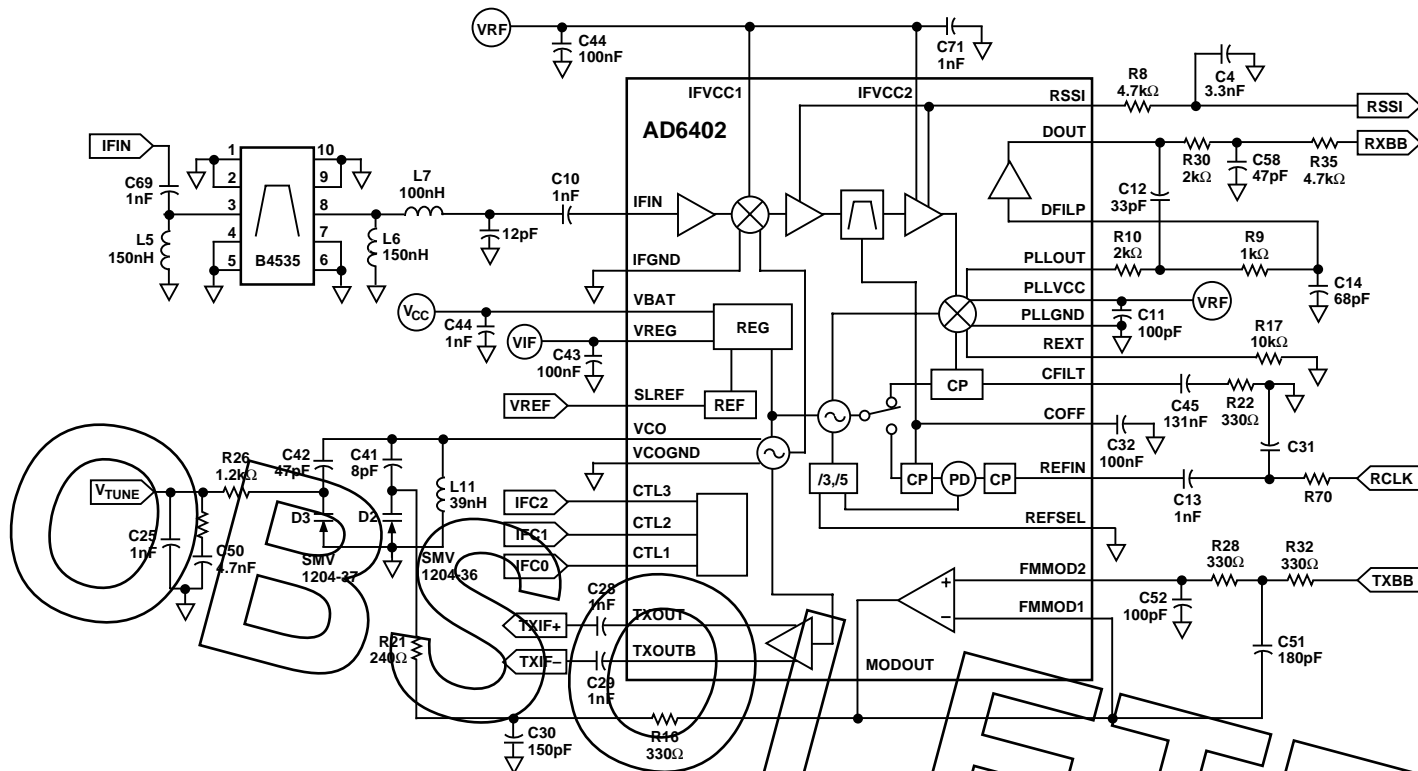 VRF
C44
100nF
C71
1nF
IFVCC1
IFVCC2
AD6402
RSSI
R8
4.7kΩ
C4
3.3nF
RSSI
DOUT
RXBB
R30
2kΩ
C58
47pF
R35
4.7kΩ
C12
33pF
DFILP
IFIN
C69
1nF
1
2
3
4
5
10
9
8
7
6
B4535
L5
150nH
L6
150nH
L7
100nH
12pF
C10
1nF
IFIN
IFGND
R10
2kΩ
R9
1kΩ
PLLOUT
C14
68pF
PLLVCC
VRF
PLLGND
C11
100pF
REXT
R17
10kΩ
VCC
C44
1nF
VBAT
VIF
C43
100nF
VREG
REG
VREF
SLREF
REF
CP
CFILT
C45
131nF
R22
330Ω
COFF
C32
100nF
C31
VCO
VCOGND
/3,/5
CP
PD
CP
REFIN
C13
1nF
R70
RCLK
REFSEL
VTUNE
R26
1.2kΩ
C42
47pF
C41
8pF
L11
39nH
C25
1nF
C50
4.7nF
D3
D2
SMV
1204-37
SMV
1204-36
IFC2
IFC1
IFC0
CTL3
CTL2
CTL1
C28
1nF
TXIF+
TXOUT
TXIF–
TXOUTB
C29
1nF
R21
240Ω
C30
150pF
R16
330Ω
MODOUT
+
–
FMMOD2
FMMOD1
R28
330Ω
R32
330Ω
TXBB
C52
100pF
C51
180pF
OBSOLETE